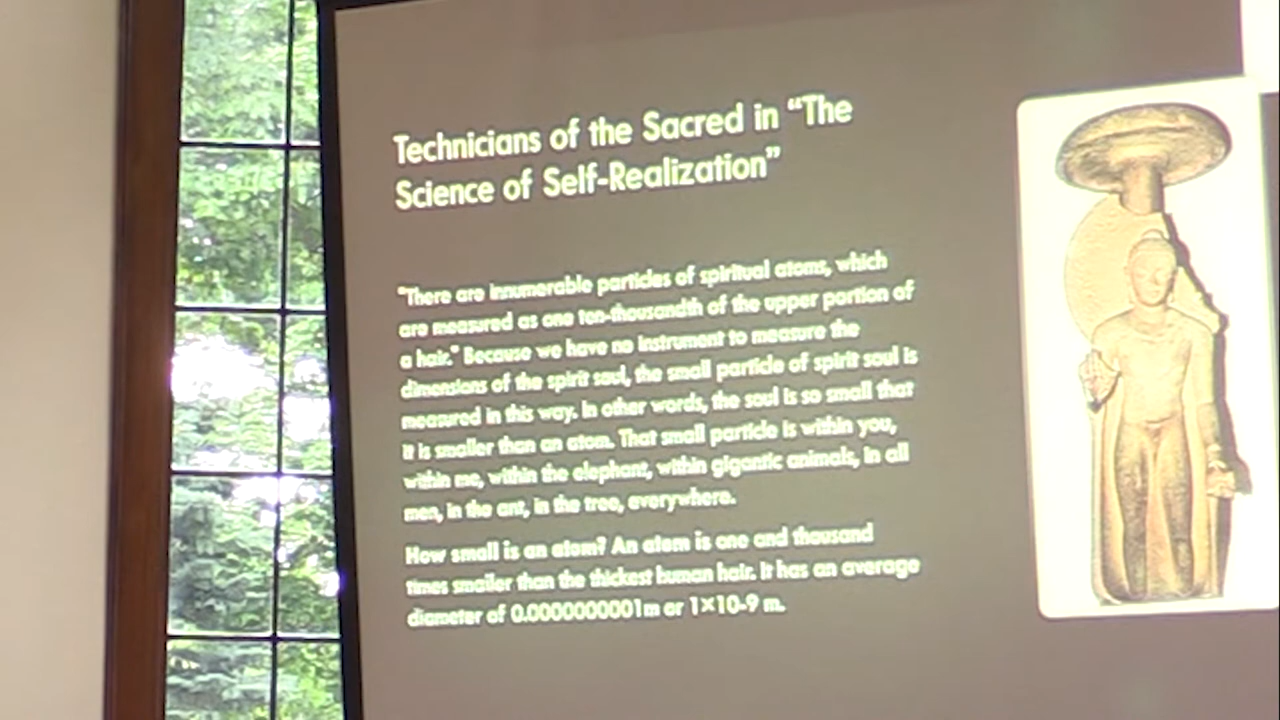 Technicians of the Sacred in “The
Science of Self-Realization”
"There are innumerable particles of spiritual atoms, which
are measured as one ten-thousandth of the upper portion of
a hair." Because we have no instrument to measure the
dimensions of the spirit soul, the small particle of spirit soul is
measured in this way. In other words, the soul is so small that
it is smaller than an atom. That small particle is within you,
within me, within the elephant, within gigantic animals, in all
men, in the ant, in the tree, everywhere.
How small is an atom? An atom is one and thousand
times smaller than the thickest human hair. It has an average
diameter of 0.0000000001m or 1×10-9 m.